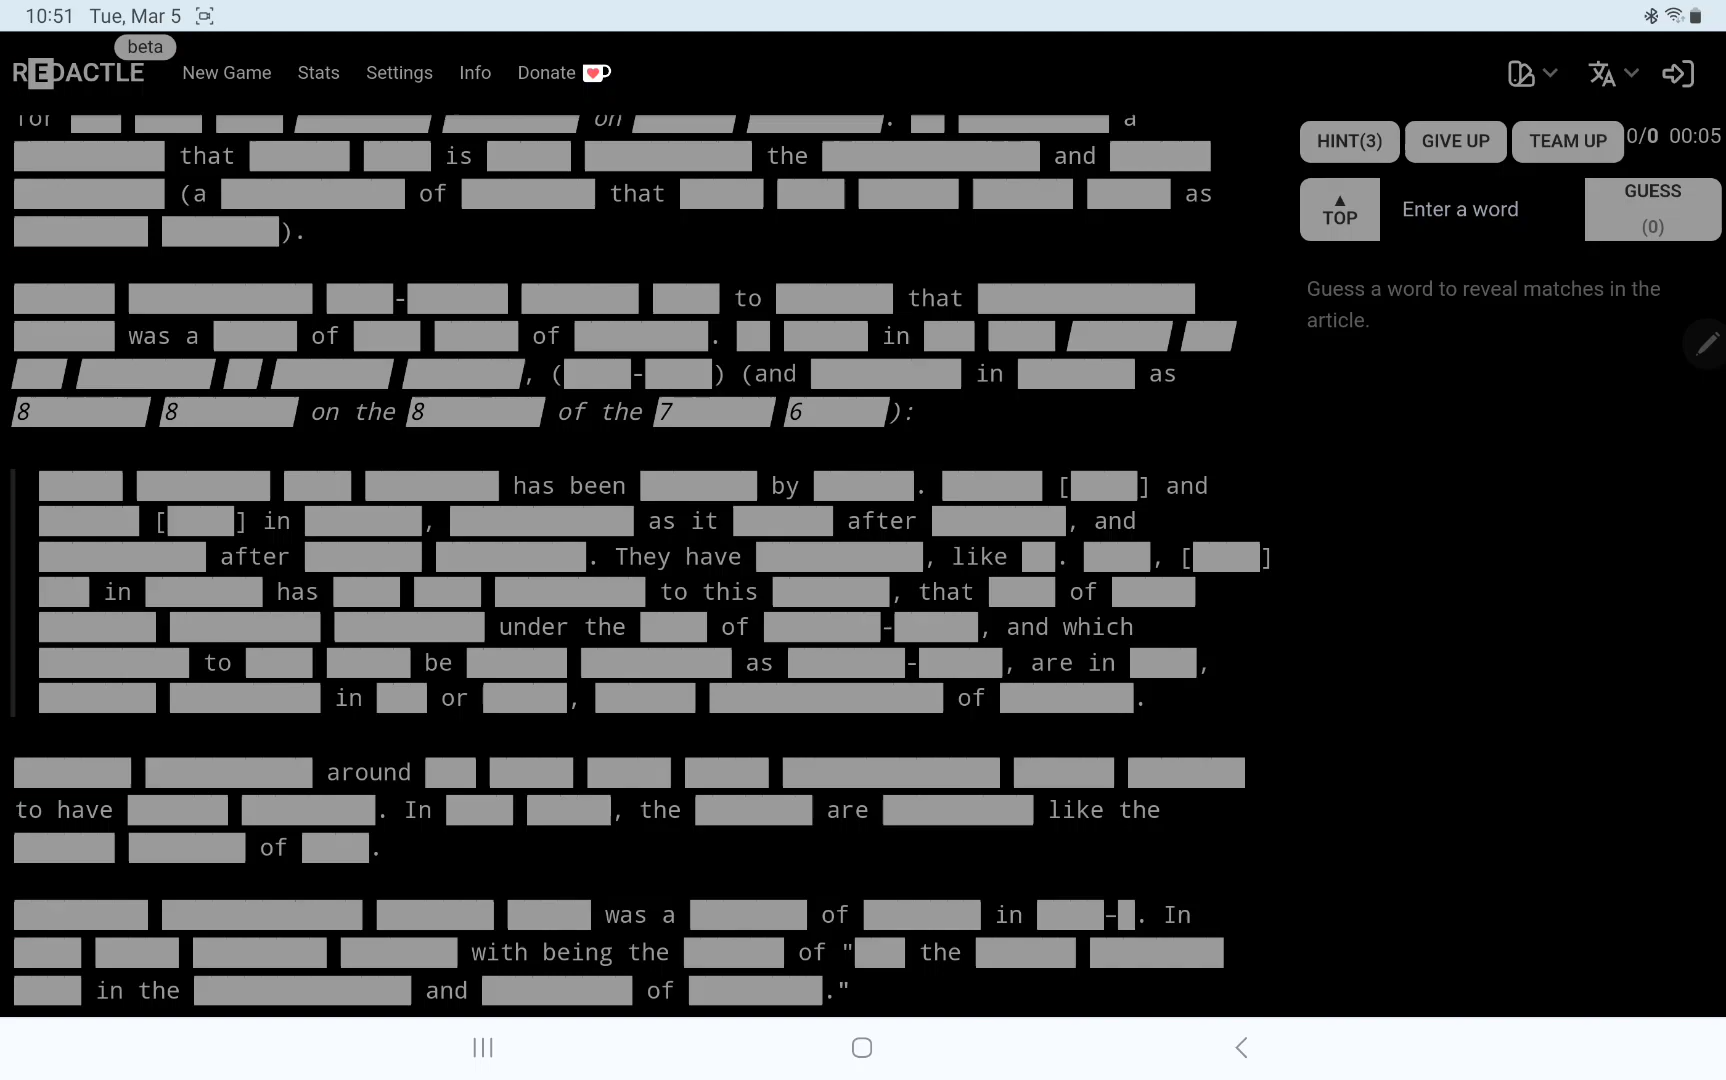 10:51 Tue, Mar 5
beta
REDACTLE New Game Stats Settings Info Donate
for on . a
that is the and
(a of that as
).
- to that
was a of of . in
, ( - ) (and in as
8 8 on the 8 of the 7 6 ):
has been by . [ ] and
[ ] in , as it after , and
after . They have , like . , [ ]
in has to this , that of
under the of - , and which
to be as - , are in ,
in or , of .
around
to have . In , the are like the
of .
was a of in – . In
with being the of " the
in the and of ."
HINT(3) GIVE UP TEAM UP 0/0 00:05
▲
TOP Enter a word GUESS
(0)
Guess a word to reveal matches in the
article.